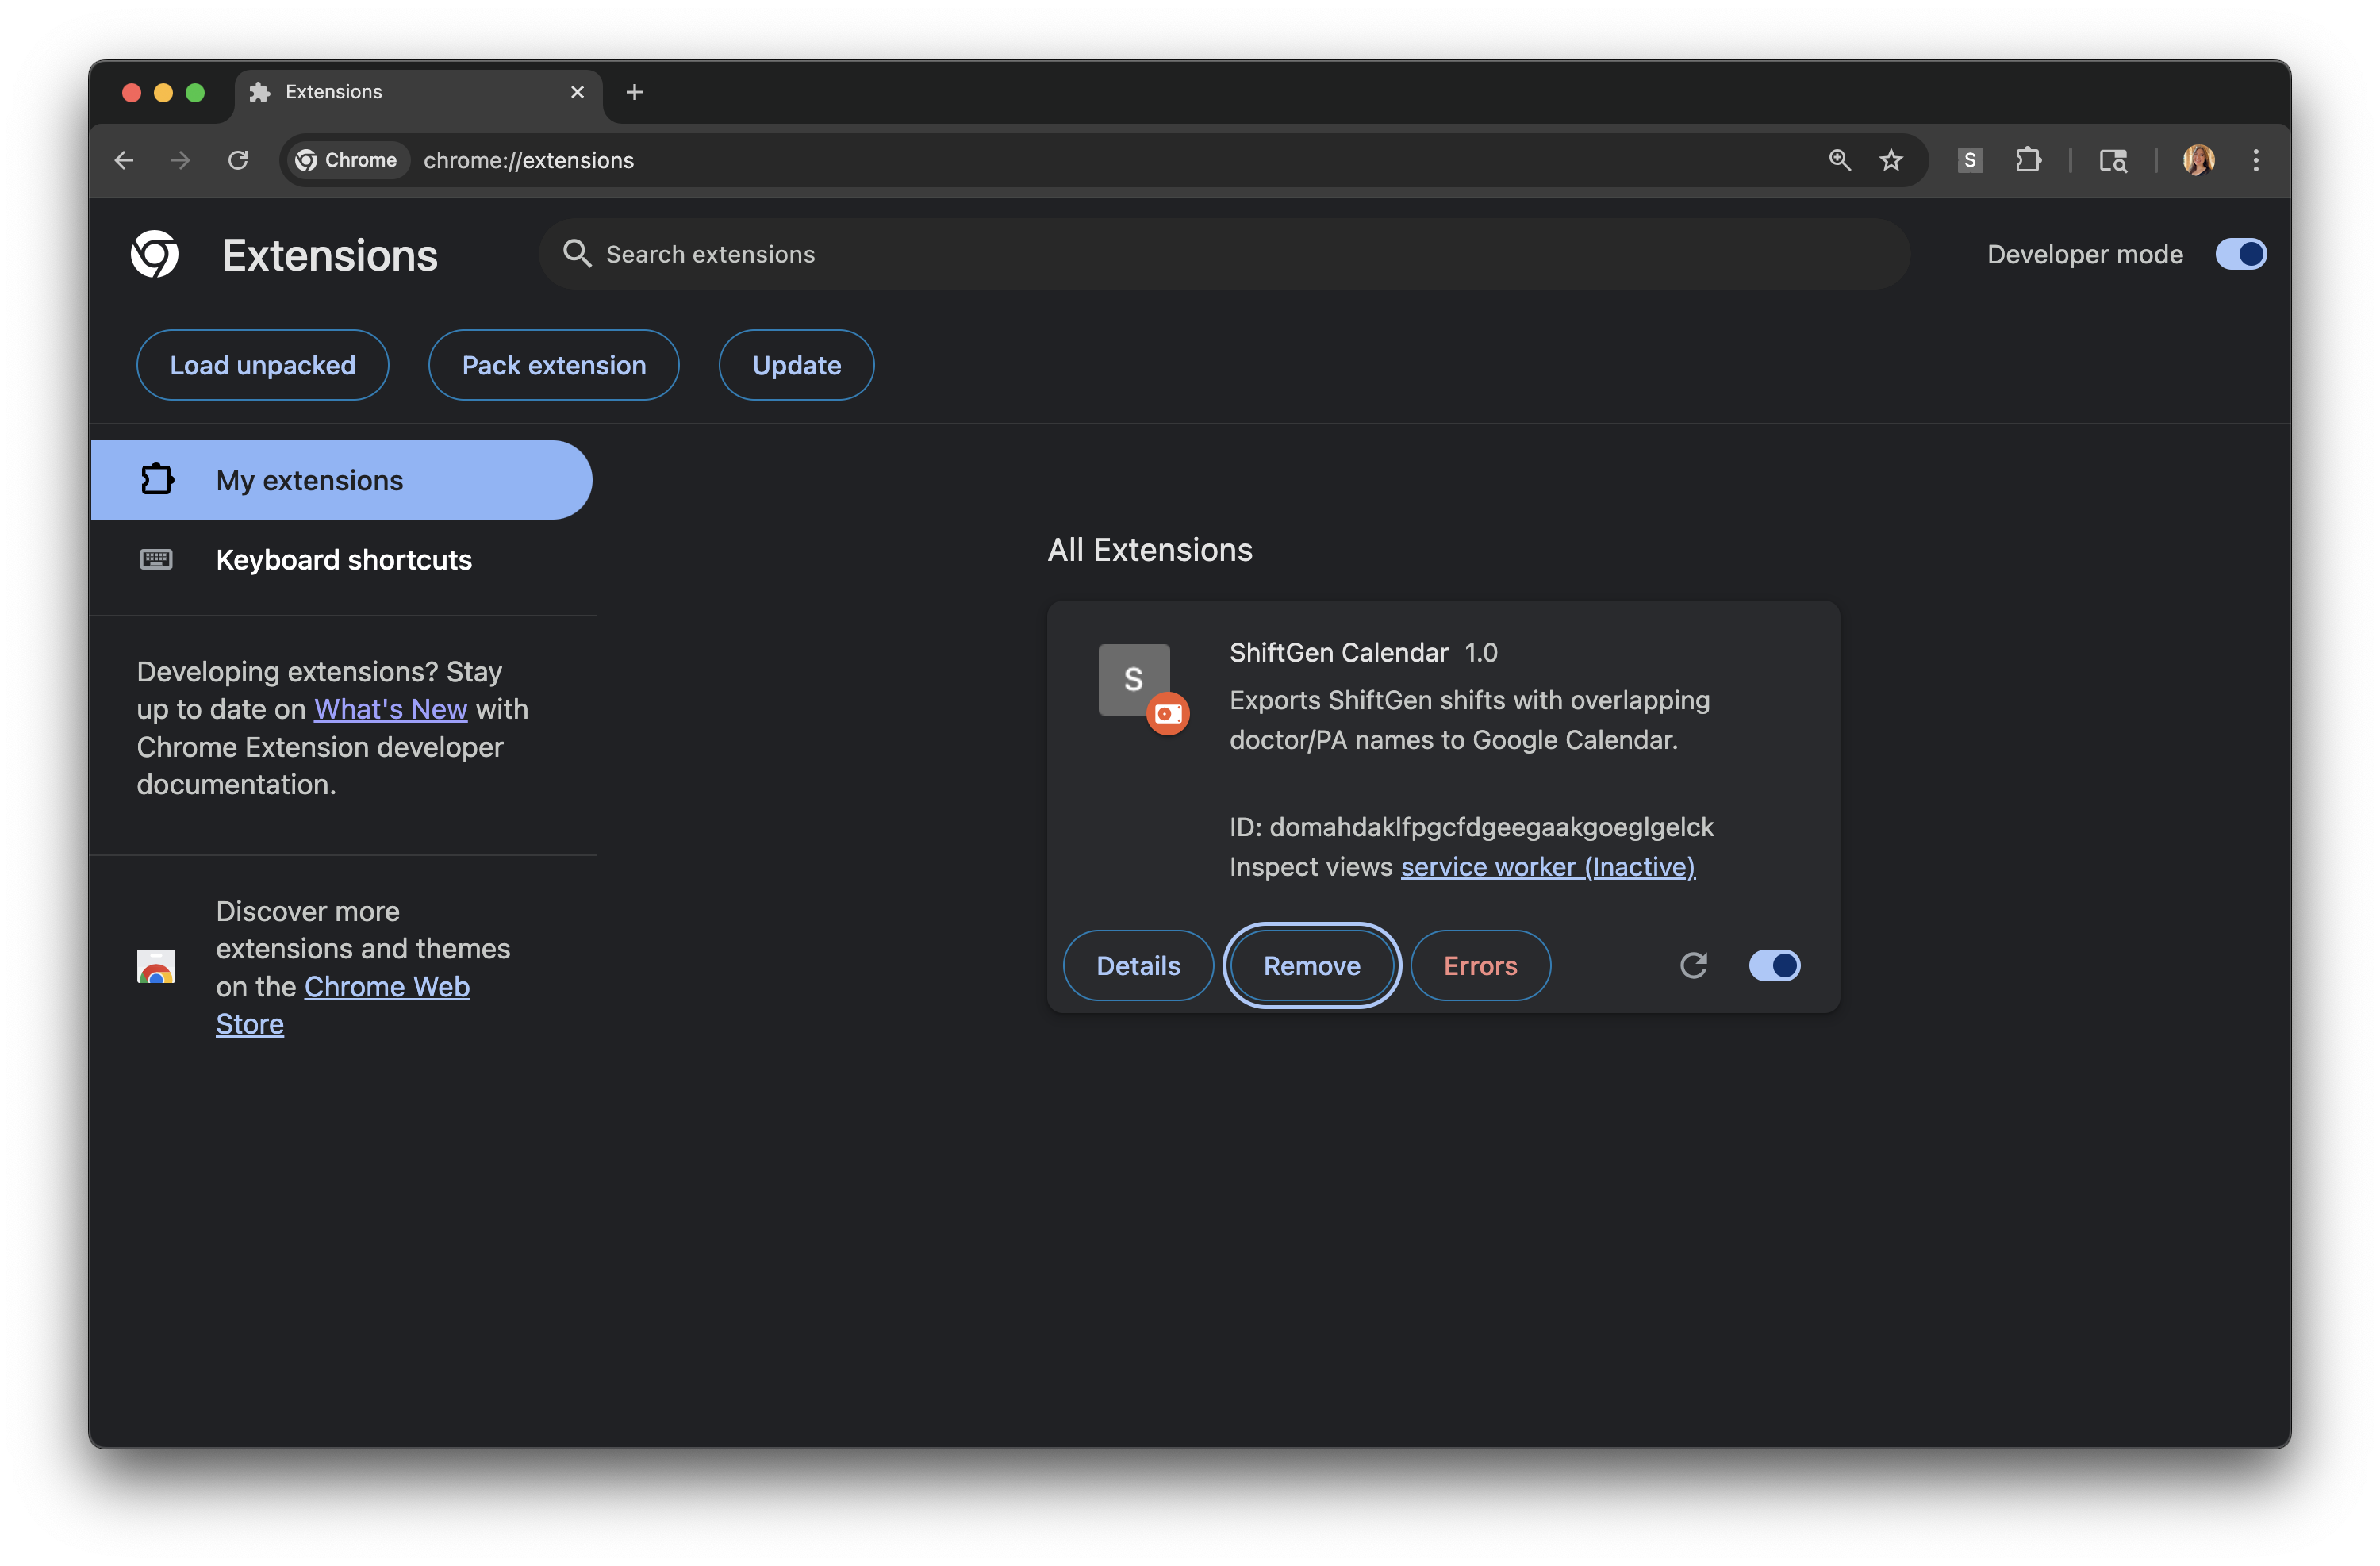 Extensions
Chrome
chrome://extensions
S
Extensions
Search extensions
Developer mode
Load unpacked
Pack extension
Update
My extensions
Keyboard shortcuts
Developing extensions? Stay
up to date on What's New with
Chrome Extension developer
documentation.
Discover more
extensions and themes
on the Chrome Web
Store
All Extensions
S
ShiftGen Calendar 1.0
Exports ShiftGen shifts with overlapping
doctor/PA names to Google Calendar.
ID: domahdaklfpgcfdgeegaakgoeglgelck
Inspect views service worker (Inactive)
Details
Remove
Errors